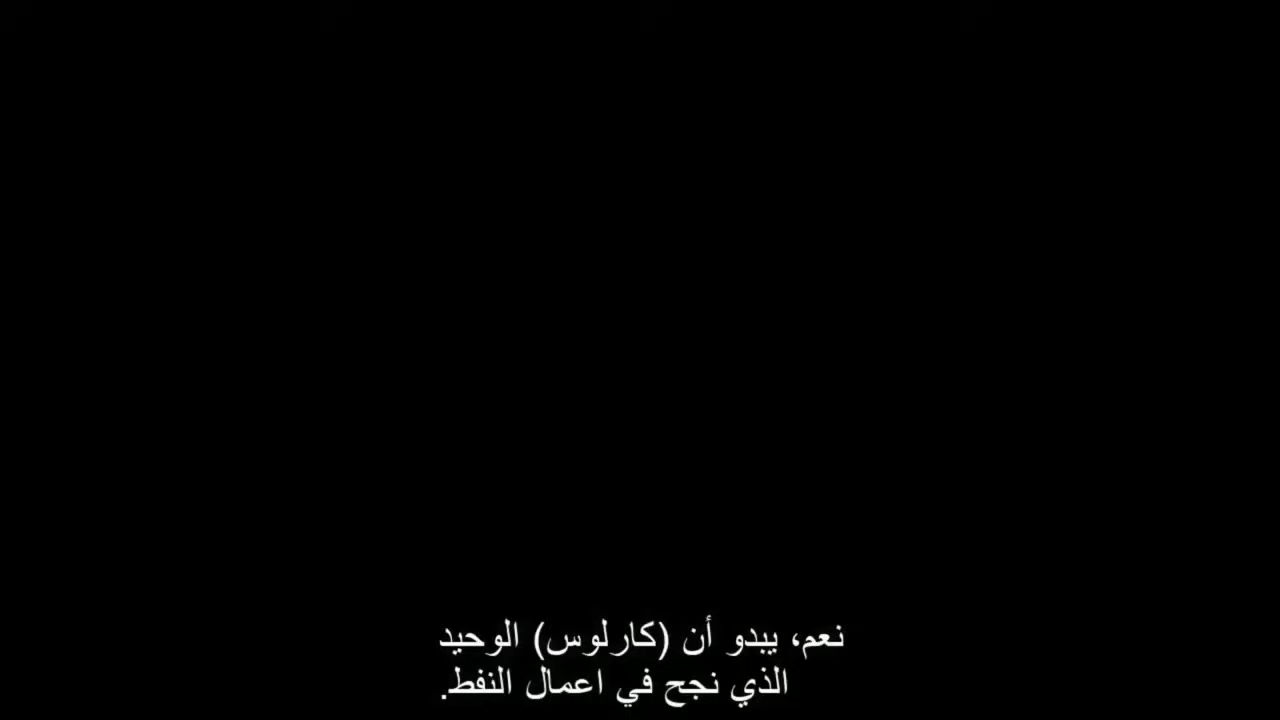 نعم، يبدو أن (كارلوس) الوحيد
الذي نجح في اعمال النفط.